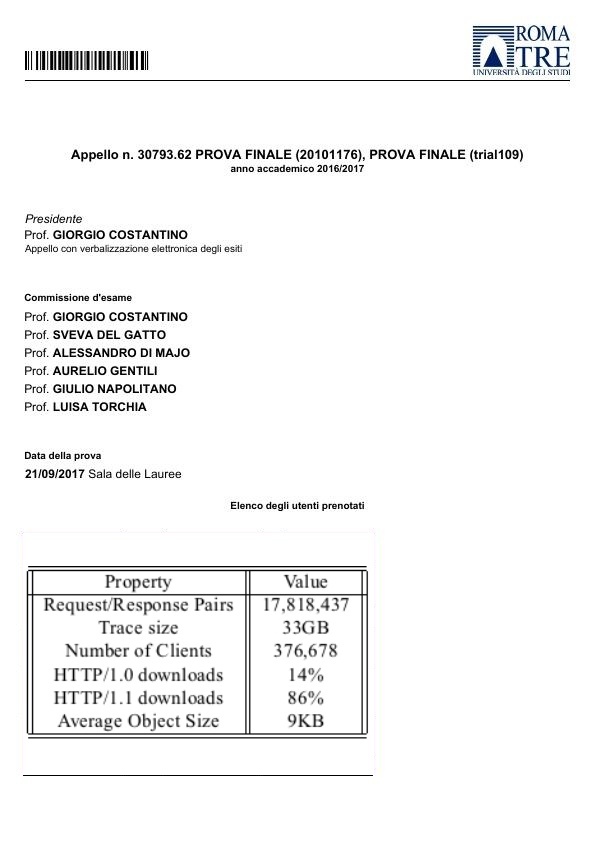 ROMA
TRE
UNIVERSITÀ DEGLI STUDI
Appello n. 30793.62 PROVA FINALE (20101176), PROVA FINALE (trial109)
anno accademico 2016/2017
Presidente
Prof. GIORGIO COSTANTINO
Appello con verbalizzazione elettronica degli esiti
Commissione d'esame
Prof. GIORGIO COSTANTINO
Prof. SVEVA DEL GATTO
Prof. ALESSANDRO DI MAJO
Prof. AURELIO GENTILI
Prof. GIULIO NAPOLITANO
Prof. LUISA TORCHIA
Data della prova
21/09/2017 Sala delle Lauree
Elenco degli utenti prenotati
Property Value
Request/Response Pairs 17,818,437
Trace size 33GB
Number of Clients 376,678
HTTP/1.0 downloads 14%
HTTP/1.1 downloads 86%
Average Object Size 9KB